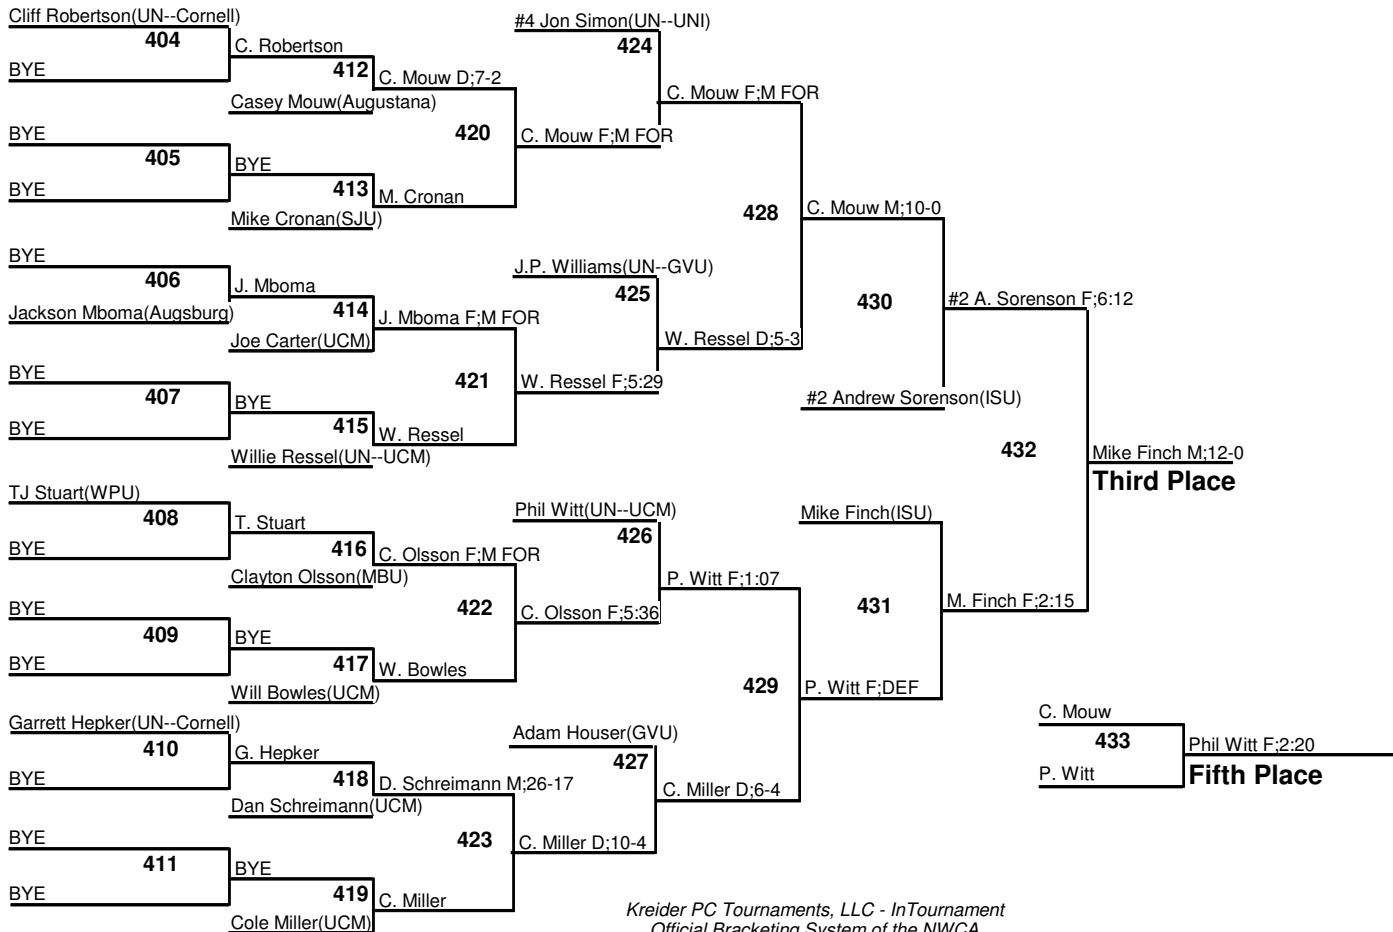 Cliff Robertson(UN--Cornell)
404
BYE
C. Robertson
412
Casey Mouw(Augustana)
C. Mouw D;7-2
BYE
405
BYE
BYE
413
Mike Cronan(SJU)
M. Cronan
420
C. Mouw F;M FOR
#4 Jon Simon(UN--UNI)
424
C. Mouw F;M FOR
BYE
406
Jackson Mboma(Augsburg)
J. Mboma
414
Joe Carter(UCM)
J. Mboma F;M FOR
BYE
407
BYE
BYE
415
Willie Ressel(UN--UCM)
W. Ressel
421
W. Ressel F;5:29
J.P. Williams(UN--GVU)
425
W. Ressel D;5-3
428
C. Mouw M;10-0
430
#2 Andrew Sorenson(ISU)
#2 A. Sorenson F;6:12
TJ Stuart(WPU)
408
BYE
T. Stuart
416
Clayton Olsson(MBU)
C. Olsson F;M FOR
BYE
409
BYE
BYE
417
Will Bowles(UCM)
W. Bowles
422
C. Olsson F;5:36
Phil Witt(UN--UCM)
426
P. Witt F;1:07
Garrett Hepker(UN--Cornell)
410
BYE
G. Hepker
418
Dan Schreimann(UCM)
D. Schreimann M;26-17
BYE
411
BYE
BYE
419
Cole Miller(UCM)
C. Miller
423
C. Miller D;10-4
Adam Houser(GVU)
427
C. Miller D;6-4
429
P. Witt F;DEF
Mike Finch(ISU)
431
M. Finch F;2:15
432
Mike Finch M;12-0
Third Place
C. Mouw
433
P. Witt
Phil Witt F;2:20
Fifth Place
Kreider PC Tournaments, LLC - InTournament
Official Bracketing System of the NWCA